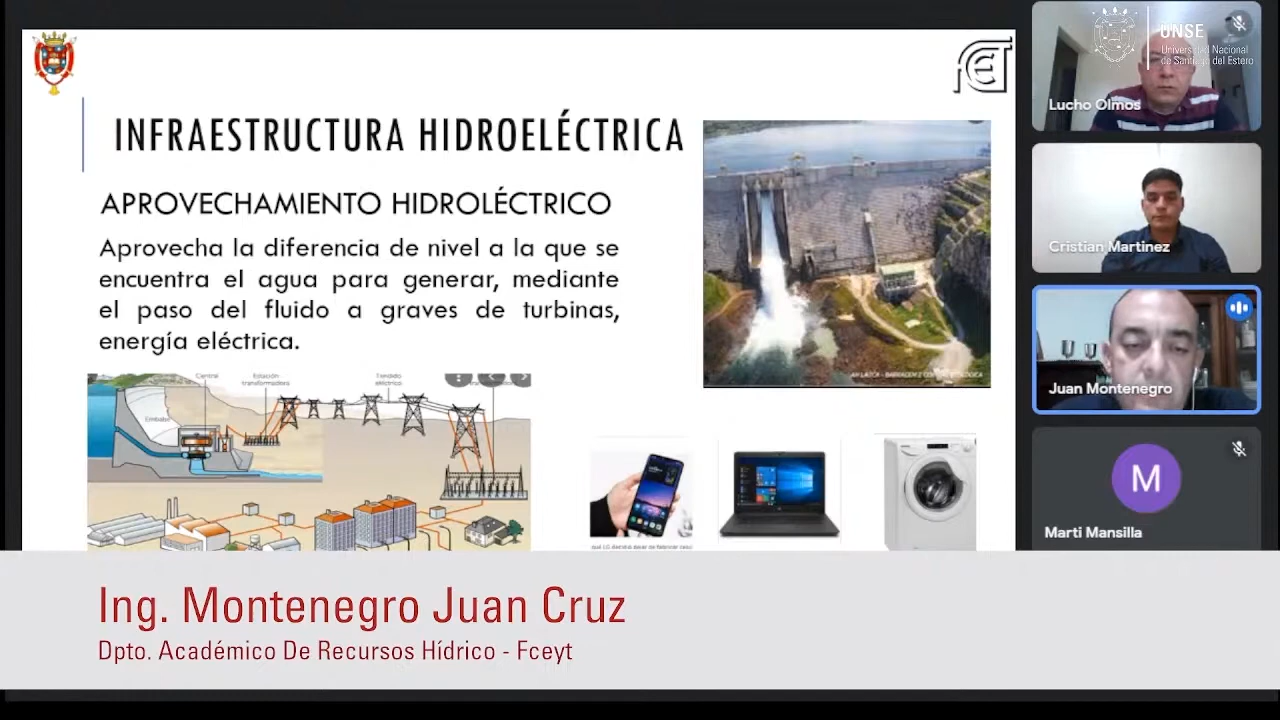 INFRAESTRUCTURA HIDROELÉCTRICA
APROVECHAMIENTO HIDROLÉCTRICO
Aprovecha la diferencia de nivel a la que se
encuentra el agua para generar, mediante
el paso del fluido a graves de turbinas,
energía eléctrica.
Central
Estación
transformadora
Tendido
eléctrico
Embalse
UNSE
Universidad Nacional
de Santiago del Estero
Lucho Olmos
Cristian Martinez
Juan Montenegro
M
Marti Mansilla
Ing. Montenegro Juan Cruz
Dpto. Académico De Recursos Hídrico - Fceyt